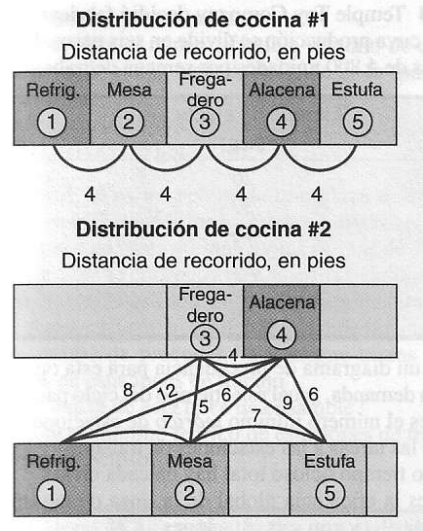 Distribución de cocina #1
Distancia de recorrido, en pies
Refrig. Mesa Frega-
dero Alacena Estufa
1 2 3 4 5
4 4 4 4
Distribución de cocina #2
Distancia de recorrido, en pies
Frega-
dero Alacena
3 4
4
8 12 6 9 6
7 5 7
Refrig. Mesa Estufa
1 2 5